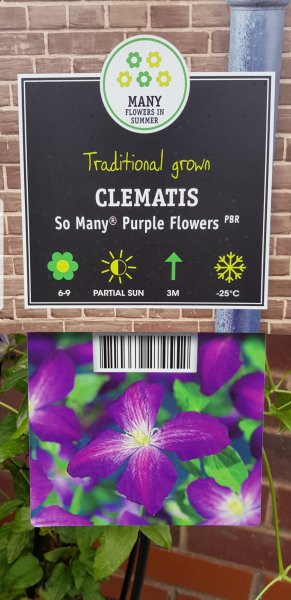 MANY
FLOWERS IN
SUMMER
Traditional grown
CLEMATIS
So Many® Purple Flowers PBR
6-9 PARTIAL SUN 3M -25°C